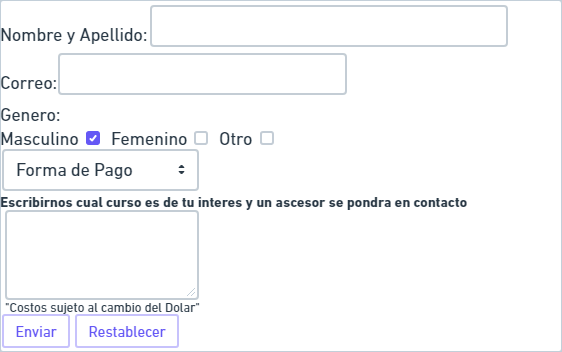 Nombre y Apellido:
Correo:
Genero:
Masculino Femenino Otro
Forma de Pago
Escribirnos cual curso es de tu interes y un ascesor se pondra en contacto
"Costos sujeto al cambio del Dolar"
Enviar Restablecer